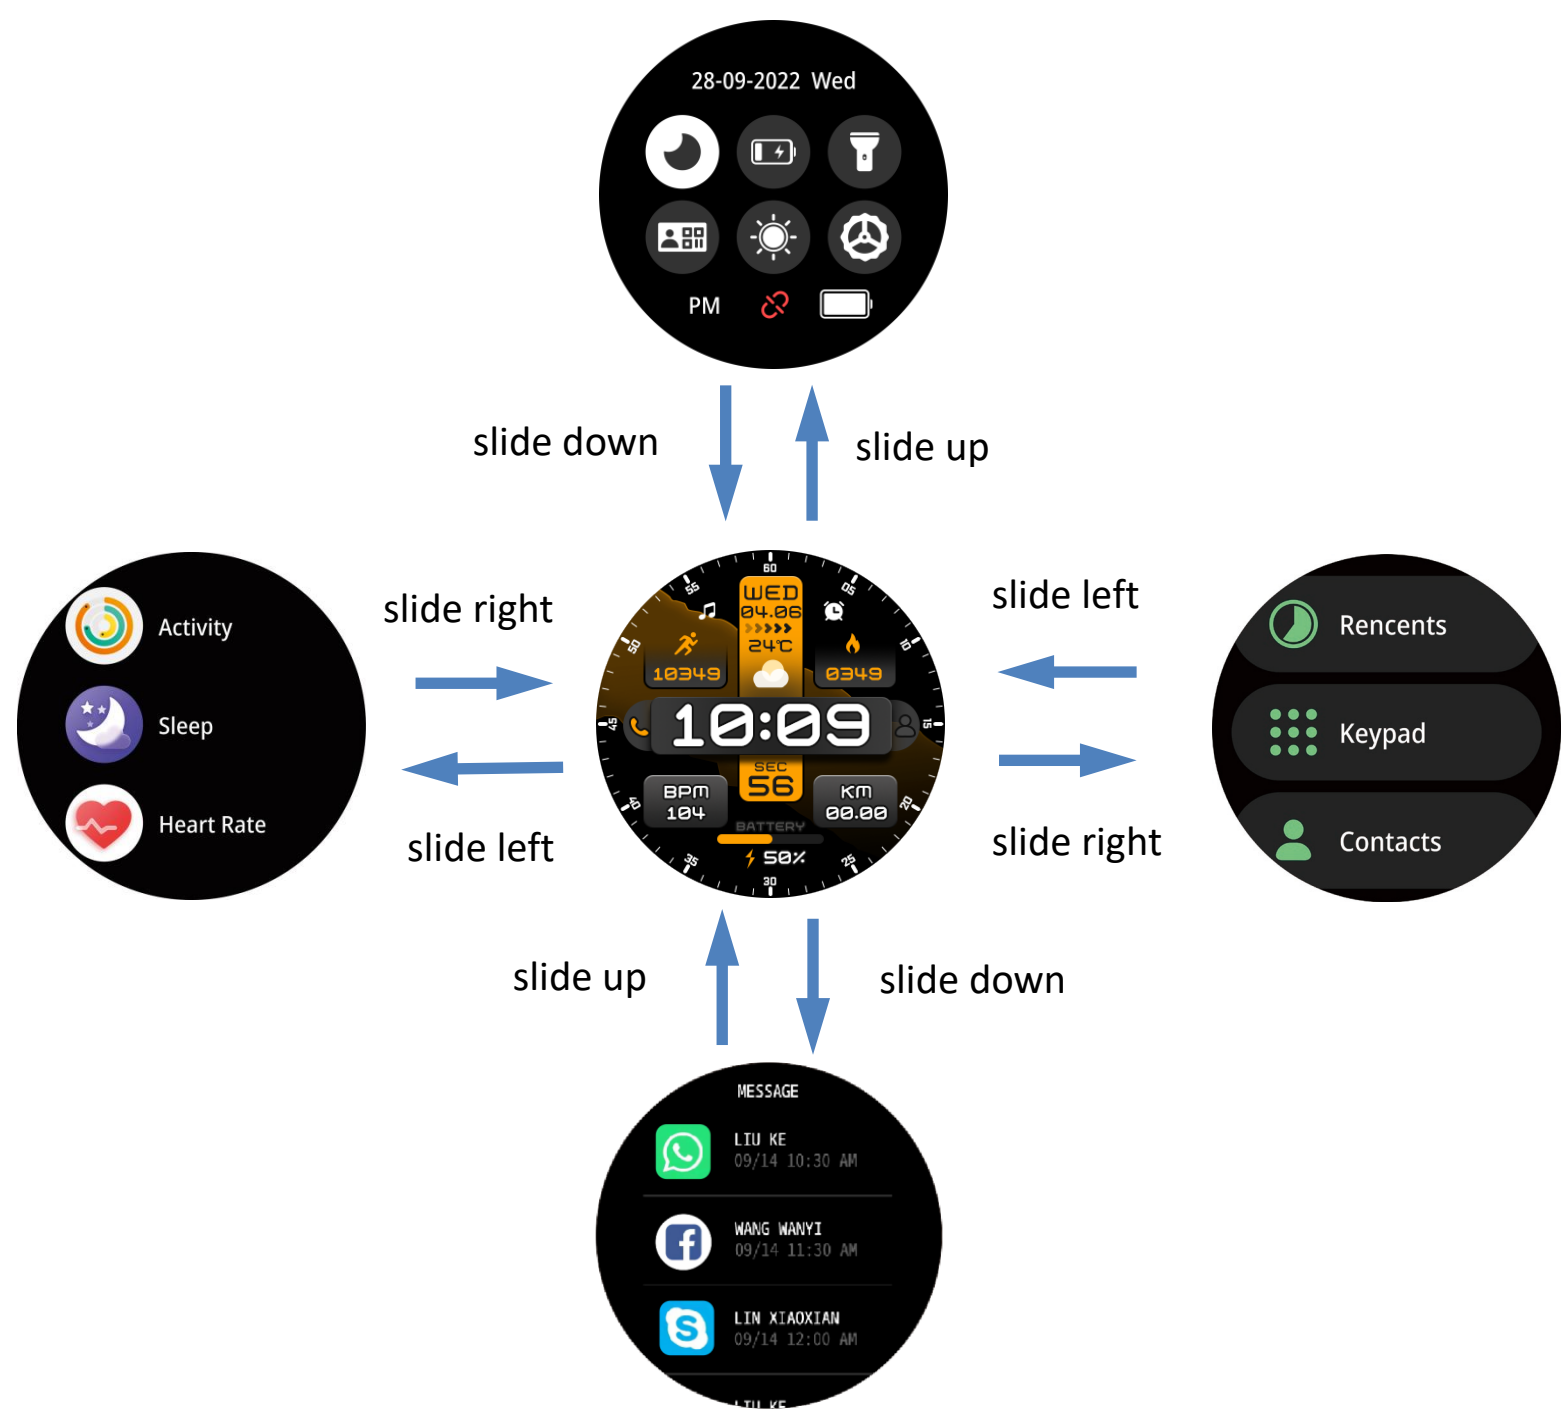 28-09-2022 Wed
PM
slide down
slide up
Activity
Sleep
Heart Rate
slide right
slide left
60
05
10
15
20
25
30
35
40
45
50
55
WED
04.06
24℃
10349
0349
10:09
SEC
56
BPM
104
KM
00.00
BATTERY
50%
slide left
slide right
Rencents
Keypad
Contacts
slide up
slide down
MESSAGE
LIU KE
09/14 10:30 AM
WANG WANYI
09/14 11:30 AM
LIN XIAOXIAN
09/14 12:00 AM
LIU KE